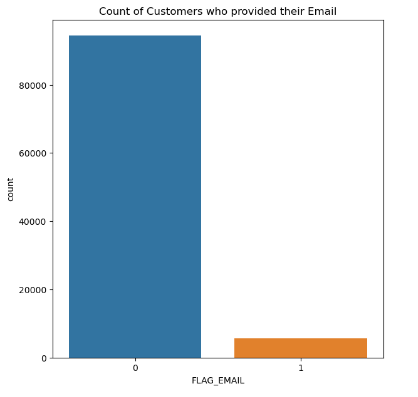 Count of Customers who provided their Email
80000
60000
40000
20000
0
count
0 1
FLAG_EMAIL